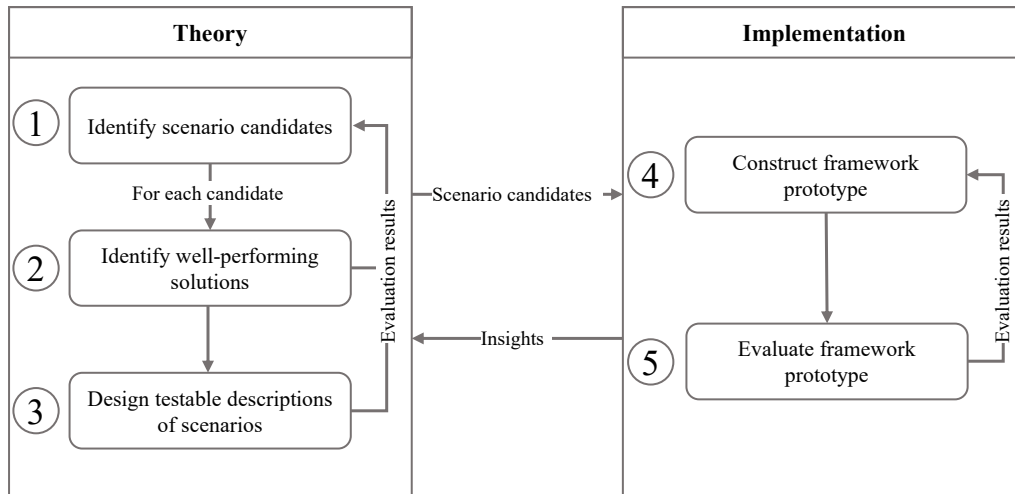 Theory
1
Identify scenario candidates
For each candidate
2
Identify well-performing
solutions
3
Design testable descriptions
of scenarios
Evaluation results
Scenario candidates
Insights
Implementation
4
Construct framework
prototype
5
Evaluate framework
prototype
Evaluation results